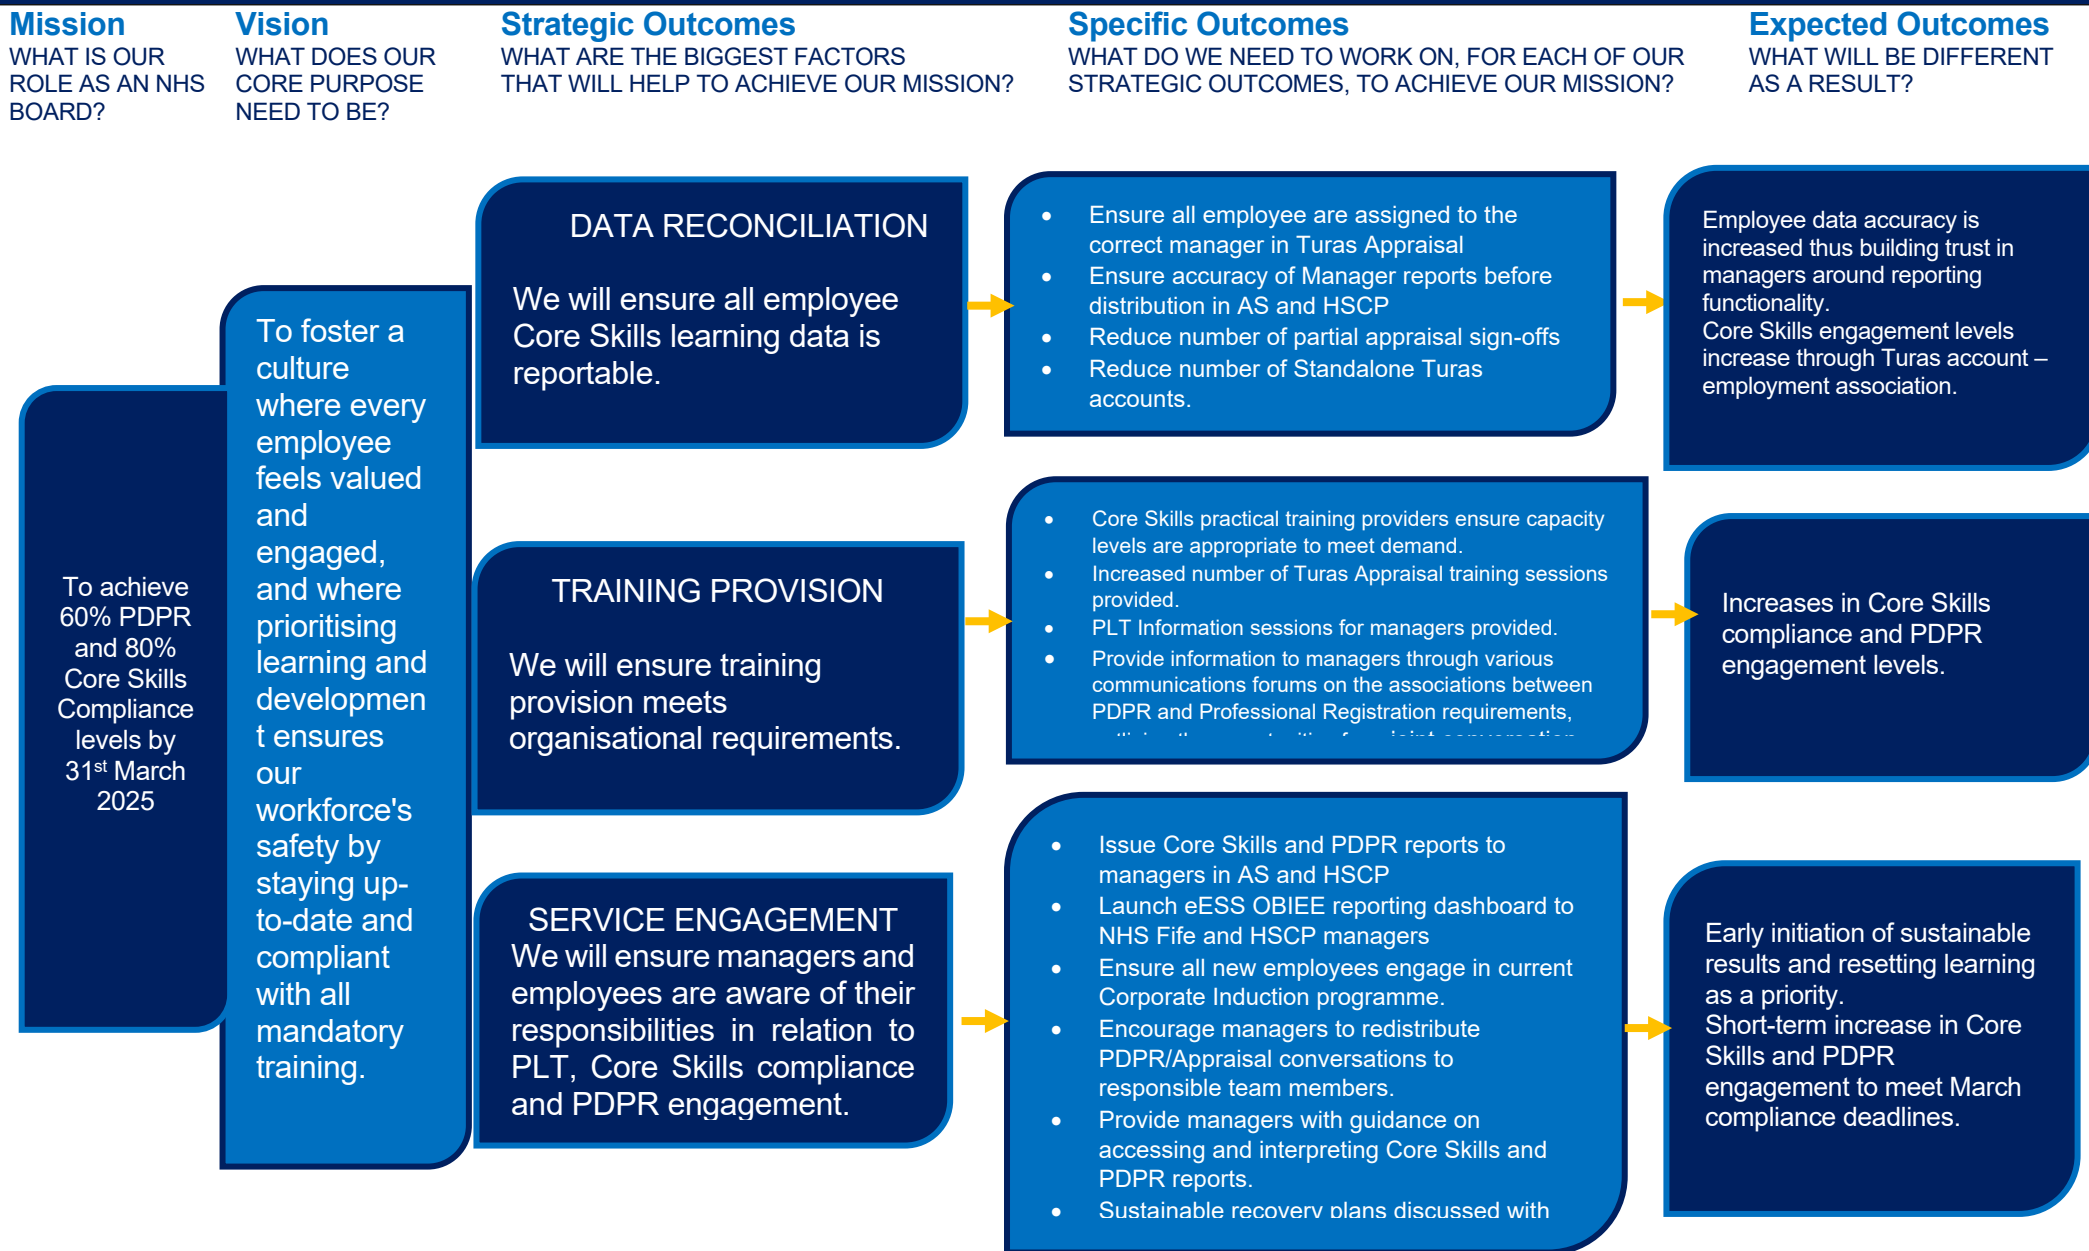 Mission
WHAT IS OUR
ROLE AS AN NHS
BOARD?
Vision
WHAT DOES OUR
CORE PURPOSE
NEED TO BE?
Strategic Outcomes
WHAT ARE THE BIGGEST FACTORS
THAT WILL HELP TO ACHIEVE OUR MISSION?
Specific Outcomes
WHAT DO WE NEED TO WORK ON, FOR EACH OF OUR
STRATEGIC OUTCOMES, TO ACHIEVE OUR MISSION?
Expected Outcomes
WHAT WILL BE DIFFERENT
AS A RESULT?
To achieve
60% PDPR
and 80%
Core Skills
Compliance
levels by
31st March
2025
To foster a
culture
where every
employee
feels valued
and
engaged,
and where
prioritising
learning and
developmen
t ensures
our
workforce's
safety by
staying up-
to-date and
compliant
with all
mandatory
training.
DATA RECONCILIATION
We will ensure all employee
Core Skills learning data is
reportable.
• Ensure all employee are assigned to the
correct manager in Turas Appraisal
• Ensure accuracy of Manager reports before
distribution in AS and HSCP
• Reduce number of partial appraisal sign-offs
• Reduce number of Standalone Turas
accounts.
Employee data accuracy is
increased thus building trust in
managers around reporting
functionality.
Core Skills engagement levels
increase through Turas account –
employment association.
TRAINING PROVISION
We will ensure training
provision meets
organisational requirements.
• Core Skills practical training providers ensure capacity
levels are appropriate to meet demand.
• Increased number of Turas Appraisal training sessions
provided.
• PLT Information sessions for managers provided.
• Provide information to managers through various
communications forums on the associations between
PDPR and Professional Registration requirements,
joint conversation
Increases in Core Skills
compliance and PDPR
engagement levels.
SERVICE ENGAGEMENT
We will ensure managers and
employees are aware of their
responsibilities in relation to
PLT, Core Skills compliance
and PDPR engagement.
• Issue Core Skills and PDPR reports to
managers in AS and HSCP
• Launch eESS OBIEE reporting dashboard to
NHS Fife and HSCP managers
• Ensure all new employees engage in current
Corporate Induction programme.
• Encourage managers to redistribute
PDPR/Appraisal conversations to
responsible team members.
• Provide managers with guidance on
accessing and interpreting Core Skills and
PDPR reports.
• Sustainable recovery plans discussed with
Early initiation of sustainable
results and resetting learning
as a priority.
Short-term increase in Core
Skills and PDPR
engagement to meet March
compliance deadlines.